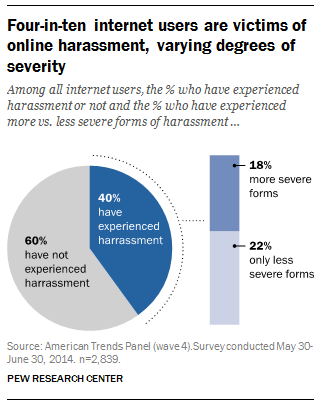 Four-in-ten internet users are victims of
online harassment, varying degrees of
severity
Among all internet users, the % who have experienced
harassment or not and the % who have experienced
more vs. less severe forms of harassment ...
40%
have
experienced
harrassment
60%
have not
experienced
harrassment
18%
more severe
forms
22%
only less
severe forms
Source: American Trends Panel (wave 4).Survey conducted May 30-
June 30, 2014. n=2,839.
PEW RESEARCH CENTER